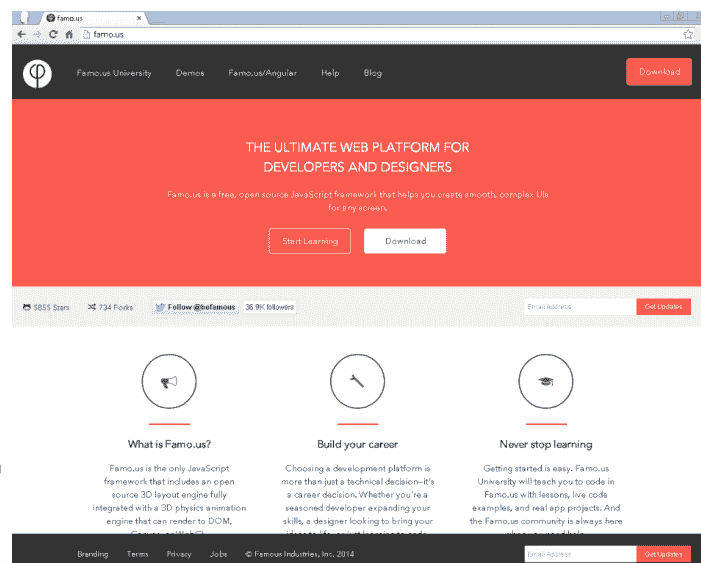 famo.us
famo.us
Famo.us University Demos Famo.us/Angular Help Blog Download
THE ULTIMATE WEB PLATFORM FOR
DEVELOPERS AND DESIGNERS
Famo.us is a free, open source JavaScript framework that helps you create smooth, complex UIs
for any screen.
Start Learning Download
5855 Stars 734 Forks Follow @befamous 36.9K followers Email Address Get Updates
What is Famo.us?
Famo.us is the only JavaScript
framework that includes an open
source 3D layout engine fully
integrated with a 3D physics animation
engine that can render to DOM,
Build your career
Choosing a development platform is
more than just a technical decision—it's
a career decision. Whether you're a
seasoned developer expanding your
skills, a designer looking to bring your
Never stop learning
Getting started is easy. Famo.us
University will teach you to code in
Famo.us with lessons, live code
examples, and real app projects. And
the Famo.us community is always here
Branding Terms Privacy Jobs © Famous Industries, Inc. 2014 Email Address Get Updates